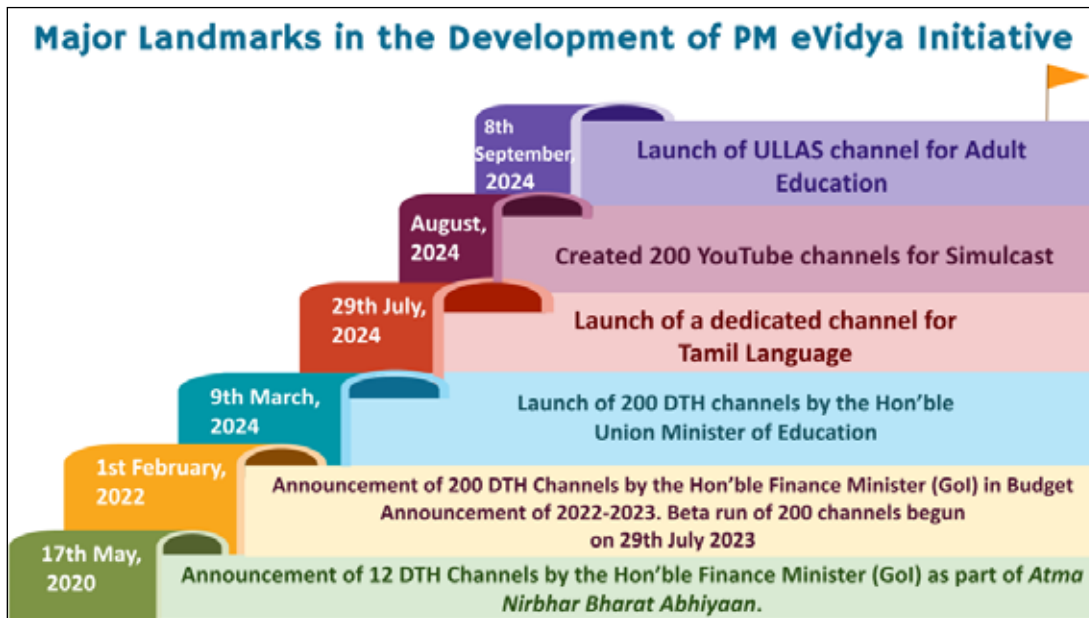 Major Landmarks in the Development of PM eVidya Initiative
8th
September,
2024
Launch of ULLAS channel for Adult
Education
August,
2024
Created 200 YouTube channels for Simulcast
29th July,
2024
Launch of a dedicated channel for
Tamil Language
9th March,
2024
Launch of 200 DTH channels by the Hon'ble
Union Minister of Education
1st February,
2022
Announcement of 200 DTH Channels by the Hon'ble Finance Minister (GoI) in Budget
Announcement of 2022-2023. Beta run of 200 channels begun
on 29th July 2023
17th May,
2020
Announcement of 12 DTH Channels by the Hon'ble Finance Minister (GoI) as part of Atma
Nirbhar Bharat Abhiyaan.